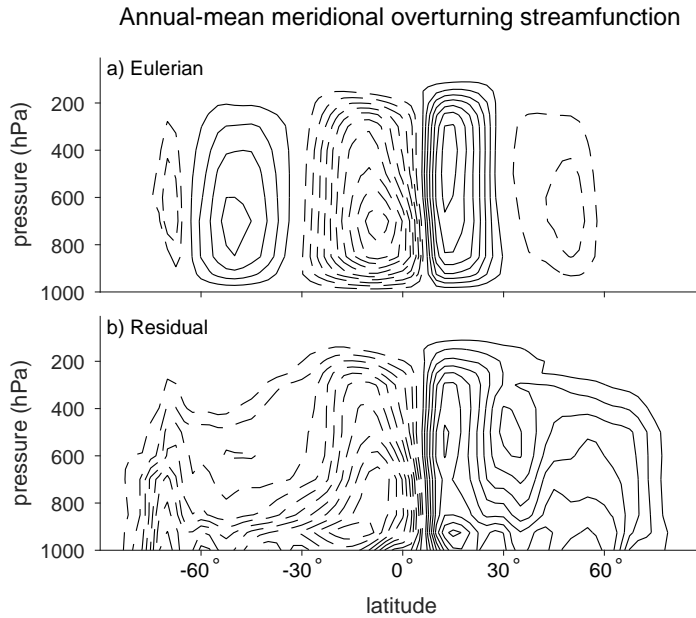 Annual-mean meridional overturning streamfunction
a) Eulerian
pressure (hPa)
200
400
600
800
1000
b) Residual
pressure (hPa)
200
400
600
800
1000
-60° -30° 0° 30° 60°
latitude